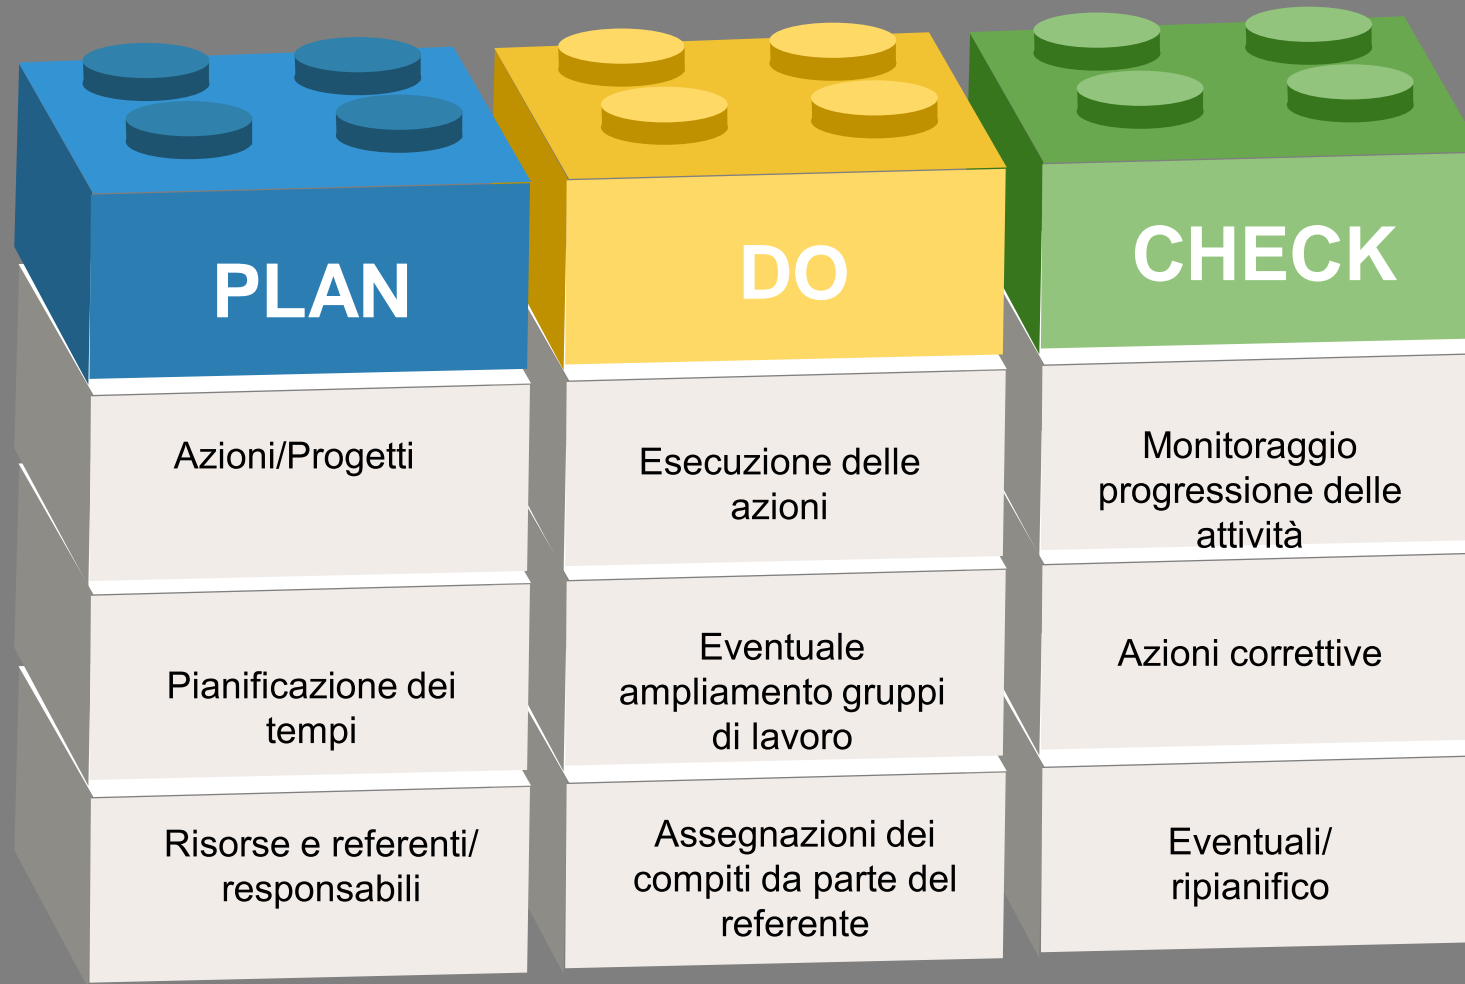 PLAN
Azioni/Progetti
Pianificazione dei
tempi
Risorse e referenti/
responsabili
DO
Esecuzione delle
azioni
Eventuale
ampliamento gruppi
di lavoro
Assegnazioni dei
compiti da parte del
referente
CHECK
Monitoraggio
progressione delle
attività
Azioni correttive
Eventuali/
ripianifico